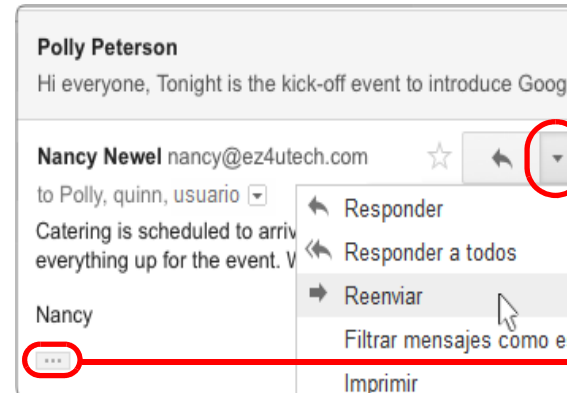 Polly Peterson
Hi everyone, Tonight is the kick-off event to introduce Goog
Nancy Newel nancy@ez4utech.com
to Polly, quinn, usuario
Catering is scheduled to arriv
everything up for the event. W
Nancy
...
Responder
Responder a todos
Reenviar
Filtrar mensajes como e
Imprimir